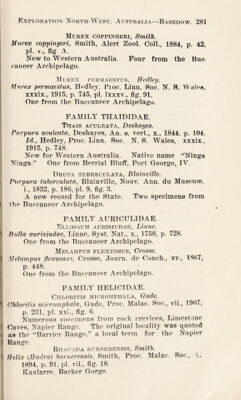 EXPLORATION NORTH-WEST. AUSTRALIA—BASEDOW. 281
MUREX COPPINGERI, Smith.
Murex coppingeri, Smith, Alert Zool. Coll., 1884, p. 42,
pl. v., fig A.
New to Western Australia. Four from the Buc-
caneer Archipelago.
MUREX PERMAESTUS, Hedley.
Murex permaestus, Hedley, Proc. Linn. Soc. N. S. Wales,
xxxix., 1915, p. 745, pl. lxxxv., fig. 91.
One from the Buccaneer Archipelago.
FAMILY THAIDIDAE.
THAIS ACULEATA, Deshayes.
Purpura aculeata, Deshayes, An. s. vert., x., 1844, p. 104.
Id., Hedley, Proc. Linn. Soc. N. S. Wales, xxxix.,
1915, p. 748.
New for Western Australia. Native name "Ninga
Ninga." One from Berrial Bluff, Port George, IV.
DRUPA TUBERCULATA, Blainville.
Purpura tuberculata, Blainville, Nouv. Ann. du Museum,
i., 1832, p. 186, pl. 9, fig. 3.
A new record for the State. Two specimens from
the Buccaneer Archipelago.
FAMILY AURICULIDAE.
ELLOBIUM AURISJUDAE, Linne.
Bulla aurisjudae, Linne, Syst. Nat., x., 1758, p. 728.
One from the Buccaneer Archipelago.
MELAMPUS FLEXUOSUS, Crosse.
Melampus flexuosus, Crosse, Journ. de Conch., xv., 1867,
p. 448.
One from the Buccaneer Archipelago.
FAMILY HELICIDAE.
CHLORITIS MICROMPHALA, Gude.
Chloritis micromphala, Gude, Proc. Malac. Soc., vii., 1907,
p. 231, pl. xxi., fig. 6.
Numerous specimens from rock crevices, Limestone
Caves, Napier Range. The original locality was quoted
as the "Barrier Range," a local term for the Napier
Range.
RHAGADA BURNERENSIS, Smith.
Helix (Hadra) burnerensis, Smith, Proc. Malac. Soc., i.,
1894, p. 91, pl. vii., fig. 18.
Kaularre, Barker Gorge.